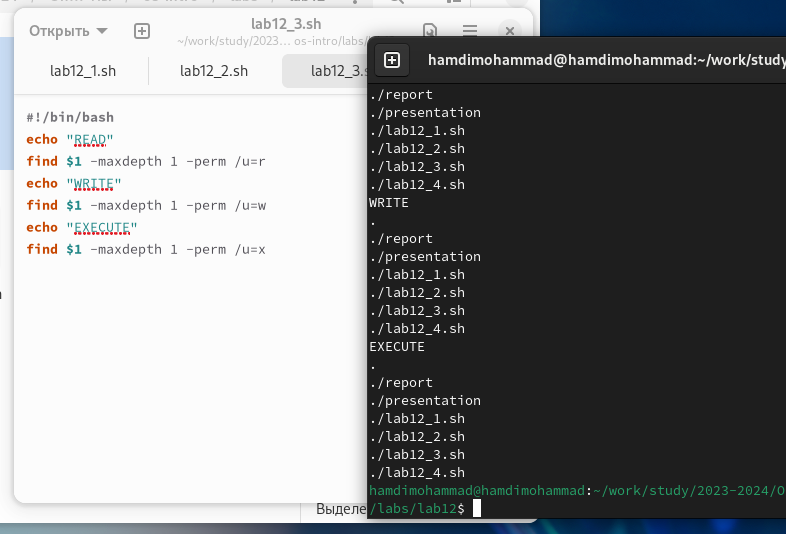 Открыть
lab12_3.sh
~/work/study/2023… os-intro/labs/
lab12_1.sh
lab12_2.sh
lab12_3.s
#!/bin/bash
echo "READ"
find $1 -maxdepth 1 -perm /u=r
echo "WRITE"
find $1 -maxdepth 1 -perm /u=w
echo "EXECUTE"
find $1 -maxdepth 1 -perm /u=x
hamdimohammad@hamdimohammad:~/work/study
./report
./presentation
./lab12_1.sh
./lab12_2.sh
./lab12_3.sh
./lab12_4.sh
WRITE
.
./report
./presentation
./lab12_1.sh
./lab12_2.sh
./lab12_3.sh
./lab12_4.sh
EXECUTE
.
./report
./presentation
./lab12_1.sh
./lab12_2.sh
./lab12_3.sh
./lab12_4.sh
hamdimohammad@hamdimohammad:~/work/study/2023-2024/О
/labs/lab12$
Выделе